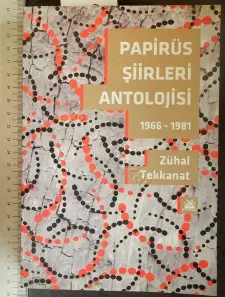 PAPİRÜS
ŞİİRLERİ
ANTOLOJİSİ
1966 - 1981
Zühal
Tekkanat